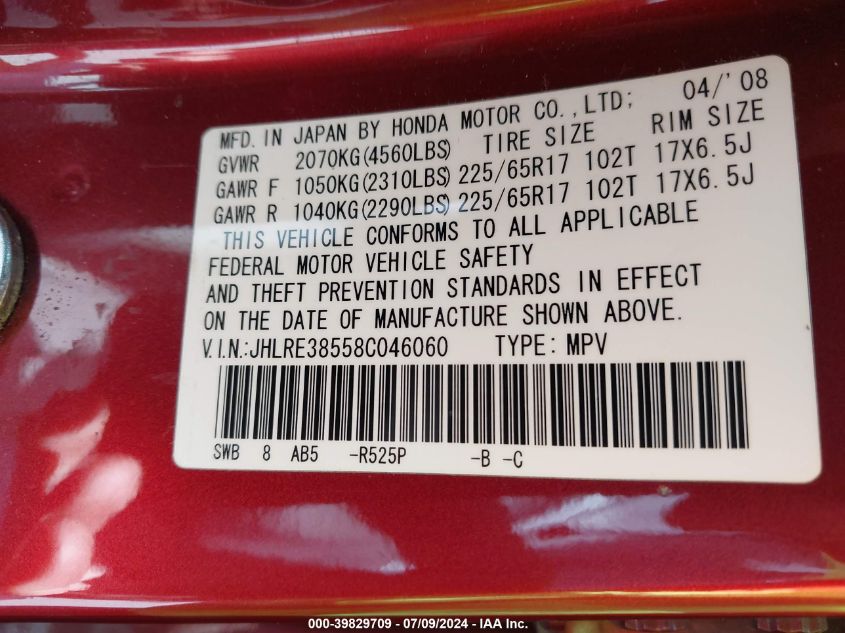 MFD. IN JAPAN BY HONDA MOTOR CO.,LTD; 04/'08
GVWR 2070KG(4560LBS) TIRE SIZE RIM SIZE
GAWR F 1050KG(2310LBS) 225/65R17 102T 17X6.5J
GAWR R 1040KG(2290LBS) 225/65R17 102T 17X6.5J
THIS VEHICLE CONFORMS TO ALL APPLICABLE
FEDERAL MOTOR VEHICLE SAFETY
AND THEFT PREVENTION STANDARDS IN EFFECT
ON THE DATE OF MANUFACTURE SHOWN ABOVE.
V.I.N.:JHLRE38558C046060 TYPE: MPV
SWB 8 AB5 -R525P -B -C
000-39829709 - 07/09/2024 - IAA Inc.